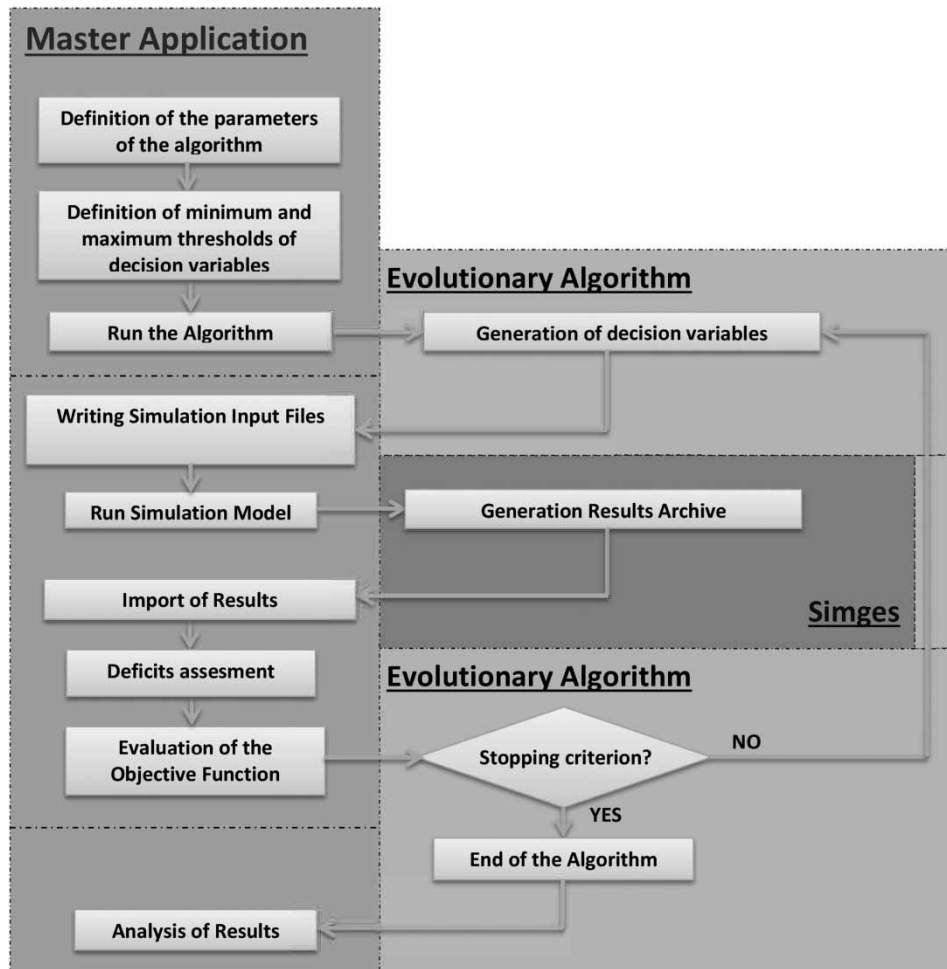 Master Application
Definition of the parameters
of the algorithm
Definition of minimum and
maximum thresholds of
decision variables
Evolutionary Algorithm
Run the Algorithm
Generation of decision variables
Writing Simulation Input Files
Run Simulation Model
Generation Results Archive
Import of Results
Simges
Deficits assesment
Evolutionary Algorithm
Evaluation of the
Objective Function
Stopping criterion?
NO
YES
End of the Algorithm
Analysis of Results